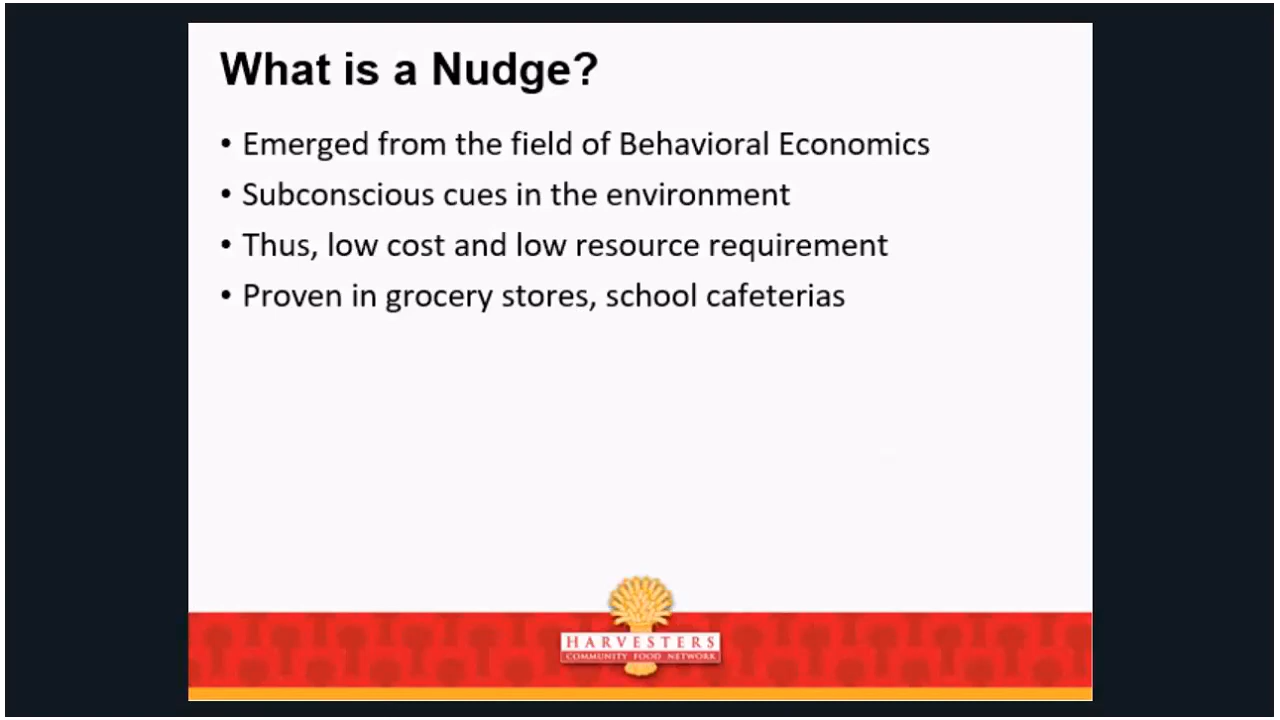 What is a Nudge?
• Emerged from the field of Behavioral Economics
• Subconscious cues in the environment
• Thus, low cost and low resource requirement
• Proven in grocery stores, school cafeterias
HARVESTERS
COMMUNITY FOOD NETWORK